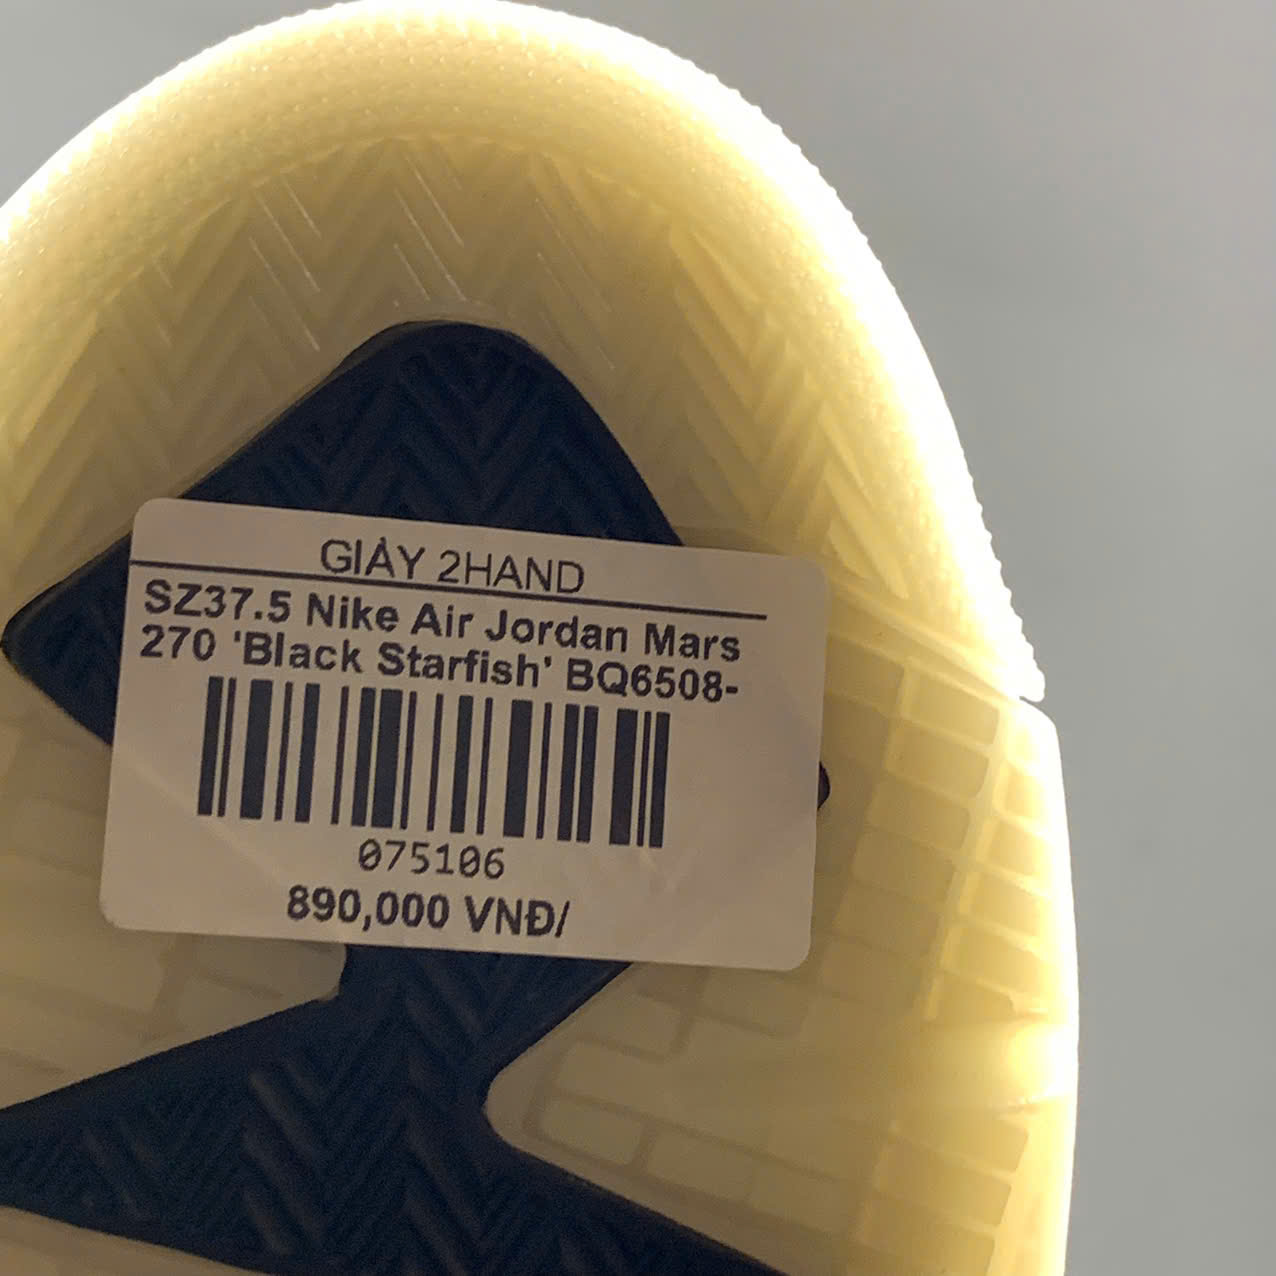 GIÀY 2HAND
SZ37.5 Nike Air Jordan Mars
270 'Black Starfish' BQ6508-
075106
890,000 VNĐ/